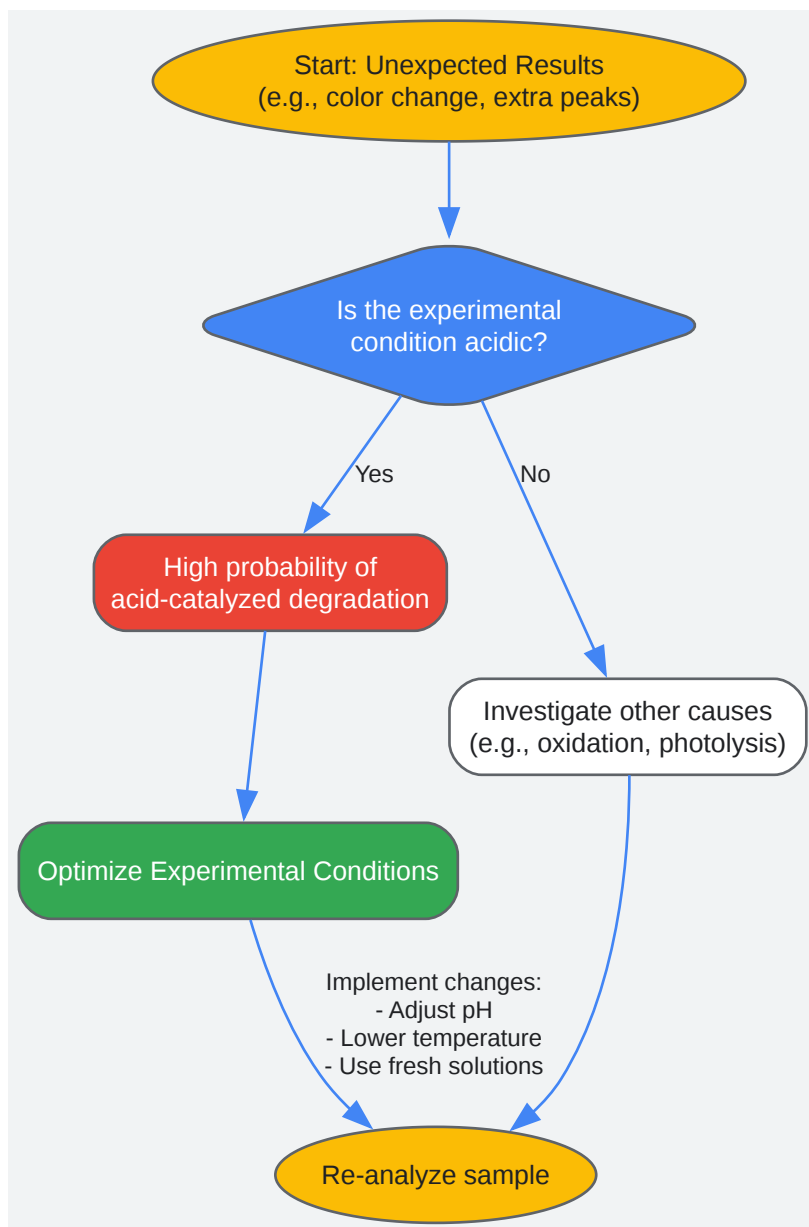 Start: Unexpected Results
(e.g., color change, extra peaks)
Is the experimental
condition acidic?
Yes
No
High probability of
acid-catalyzed degradation
Investigate other causes
(e.g., oxidation, photolysis)
Optimize Experimental Conditions
Implement changes:
- Adjust pH
- Lower temperature
- Use fresh solutions
Re-analyze sample